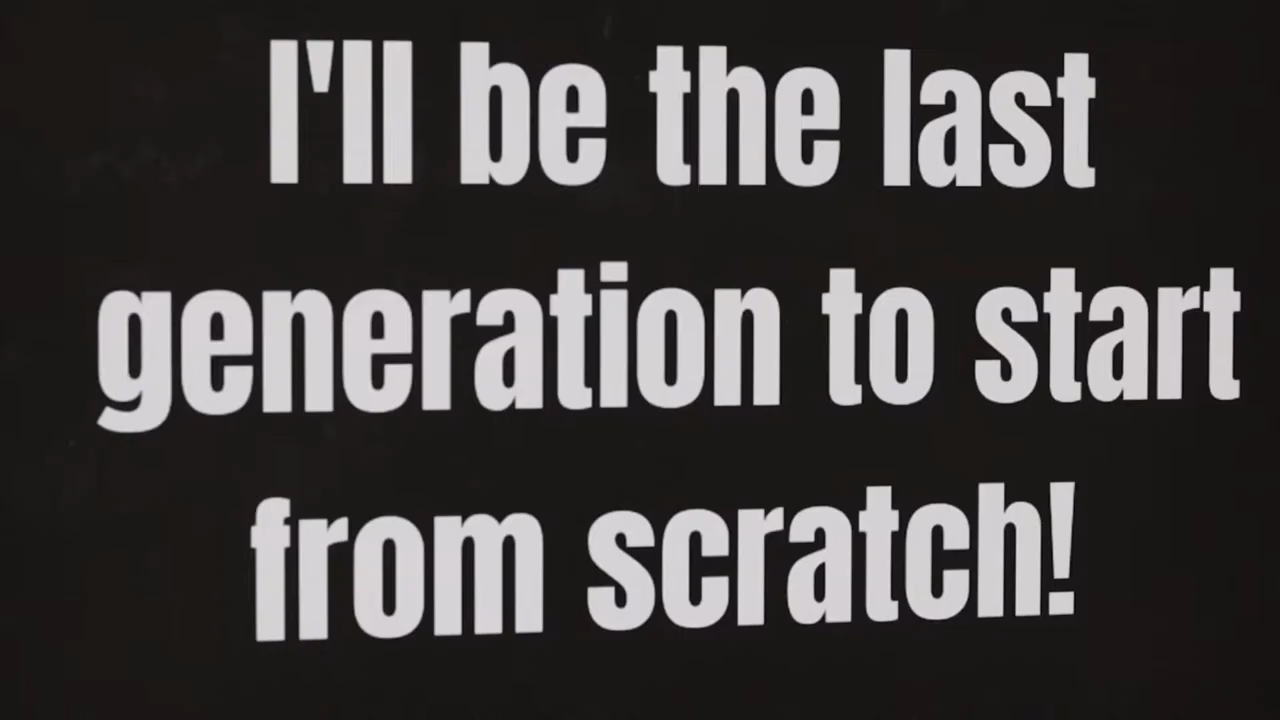 I'll be the last
generation to start
from scratch!